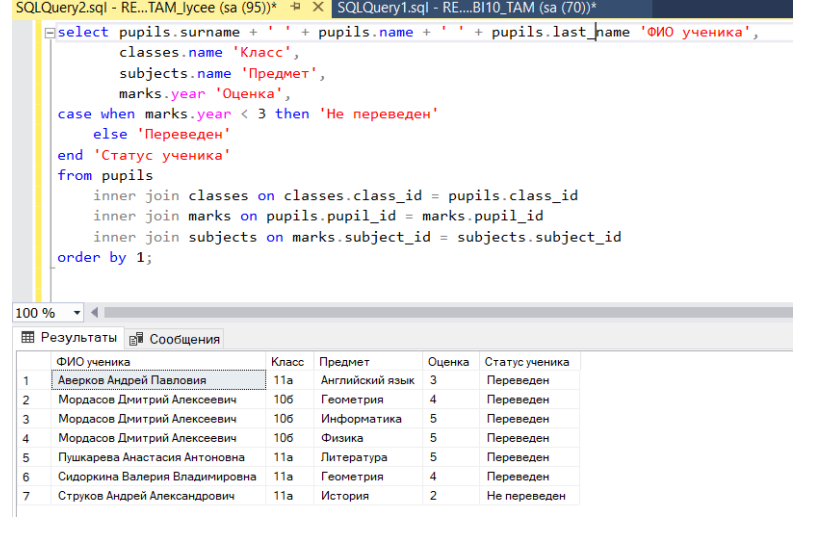 SQLQuery2.sql - RE...TAM_lycee (sa (95))* SQLQuery1.sql - RE....BI10_TAM (sa (70))*
select pupils.surname + ' ' + pupils.name + ' ' + pupils.last_name 'ФИО ученика',
classes.name 'Класс',
subjects.name 'Предмет',
marks.year 'Оценка',
case when marks.year < 3 then 'Не переведен'
else 'Переведен'
end 'Статус ученика'
from pupils
inner join classes on classes.class_id = pupils.class_id
inner join marks on pupils.pupil_id = marks.pupil_id
inner join subjects on marks.subject_id = subjects.subject_id
order by 1;
100 %
Результаты Сообщения
ФИО ученика Класс Предмет Оценка Статус ученика
1 Аверков Андрей Павловия 11а Английский язык 3 Переведен
2 Мордасов Дмитрий Алексеевич 10б Геометрия 4 Переведен
3 Мордасов Дмитрий Алексеевич 10б Информатика 5 Переведен
4 Мордасов Дмитрий Алексеевич 10б Физика 5 Переведен
5 Пушкарева Анастасия Антоновна 11а Литература 5 Переведен
6 Сидоркина Валерия Владимировна 11а Геометрия 4 Переведен
7 Струков Андрей Александрович 11а История 2 Не переведен